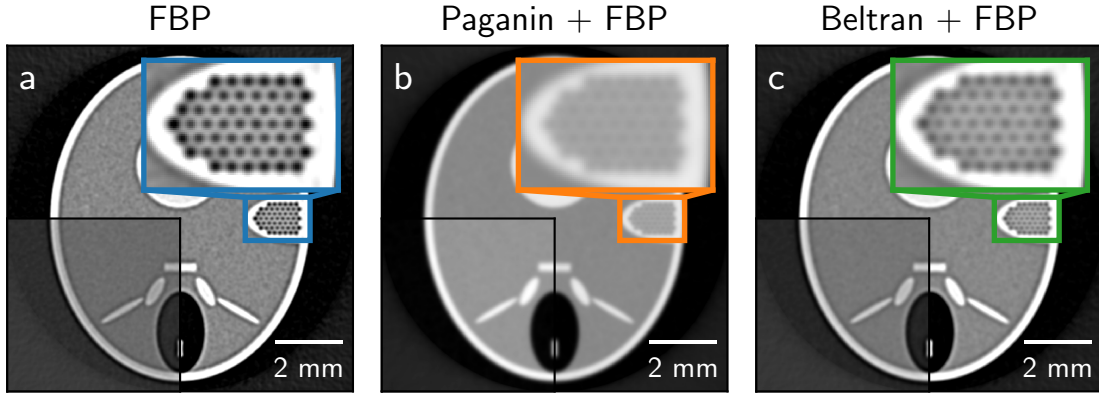 FBP
Paganin + FBP
Beltran + FBP
a
b
c
2 mm
2 mm
2 mm